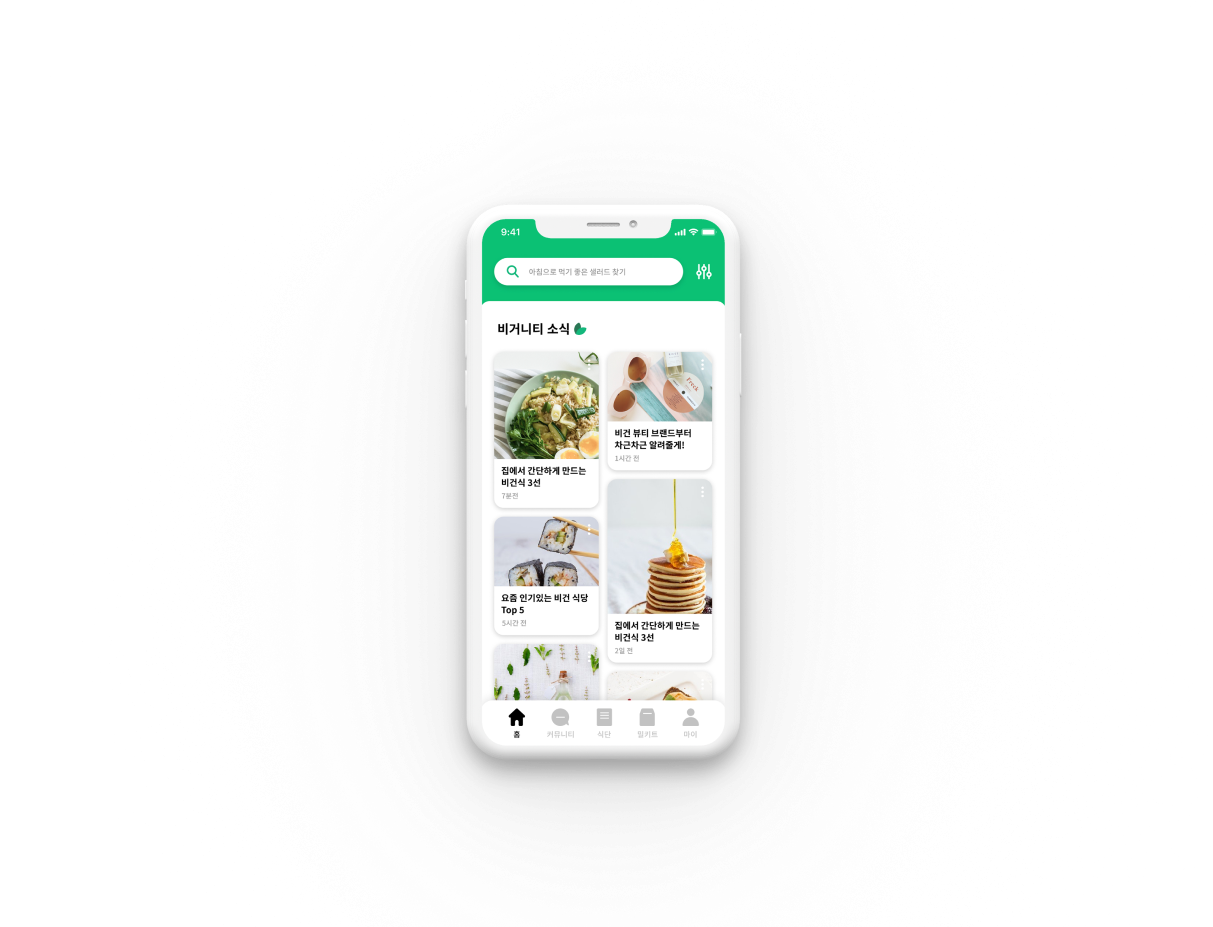 9:41
아침으로 먹기 좋은 샐러드 찾기
비거니티 소식
집에서 간단하게 만드는
비건식 3선
7분전
비건 뷰티 브랜드부터
차근차근 알려줄게!
1시간 전
요즘 인기있는 비건 식당
Top 5
5시간 전
집에서 간단하게 만드는
비건식 3선
2일 전
홈
커뮤니티
식단
밀키트
마이